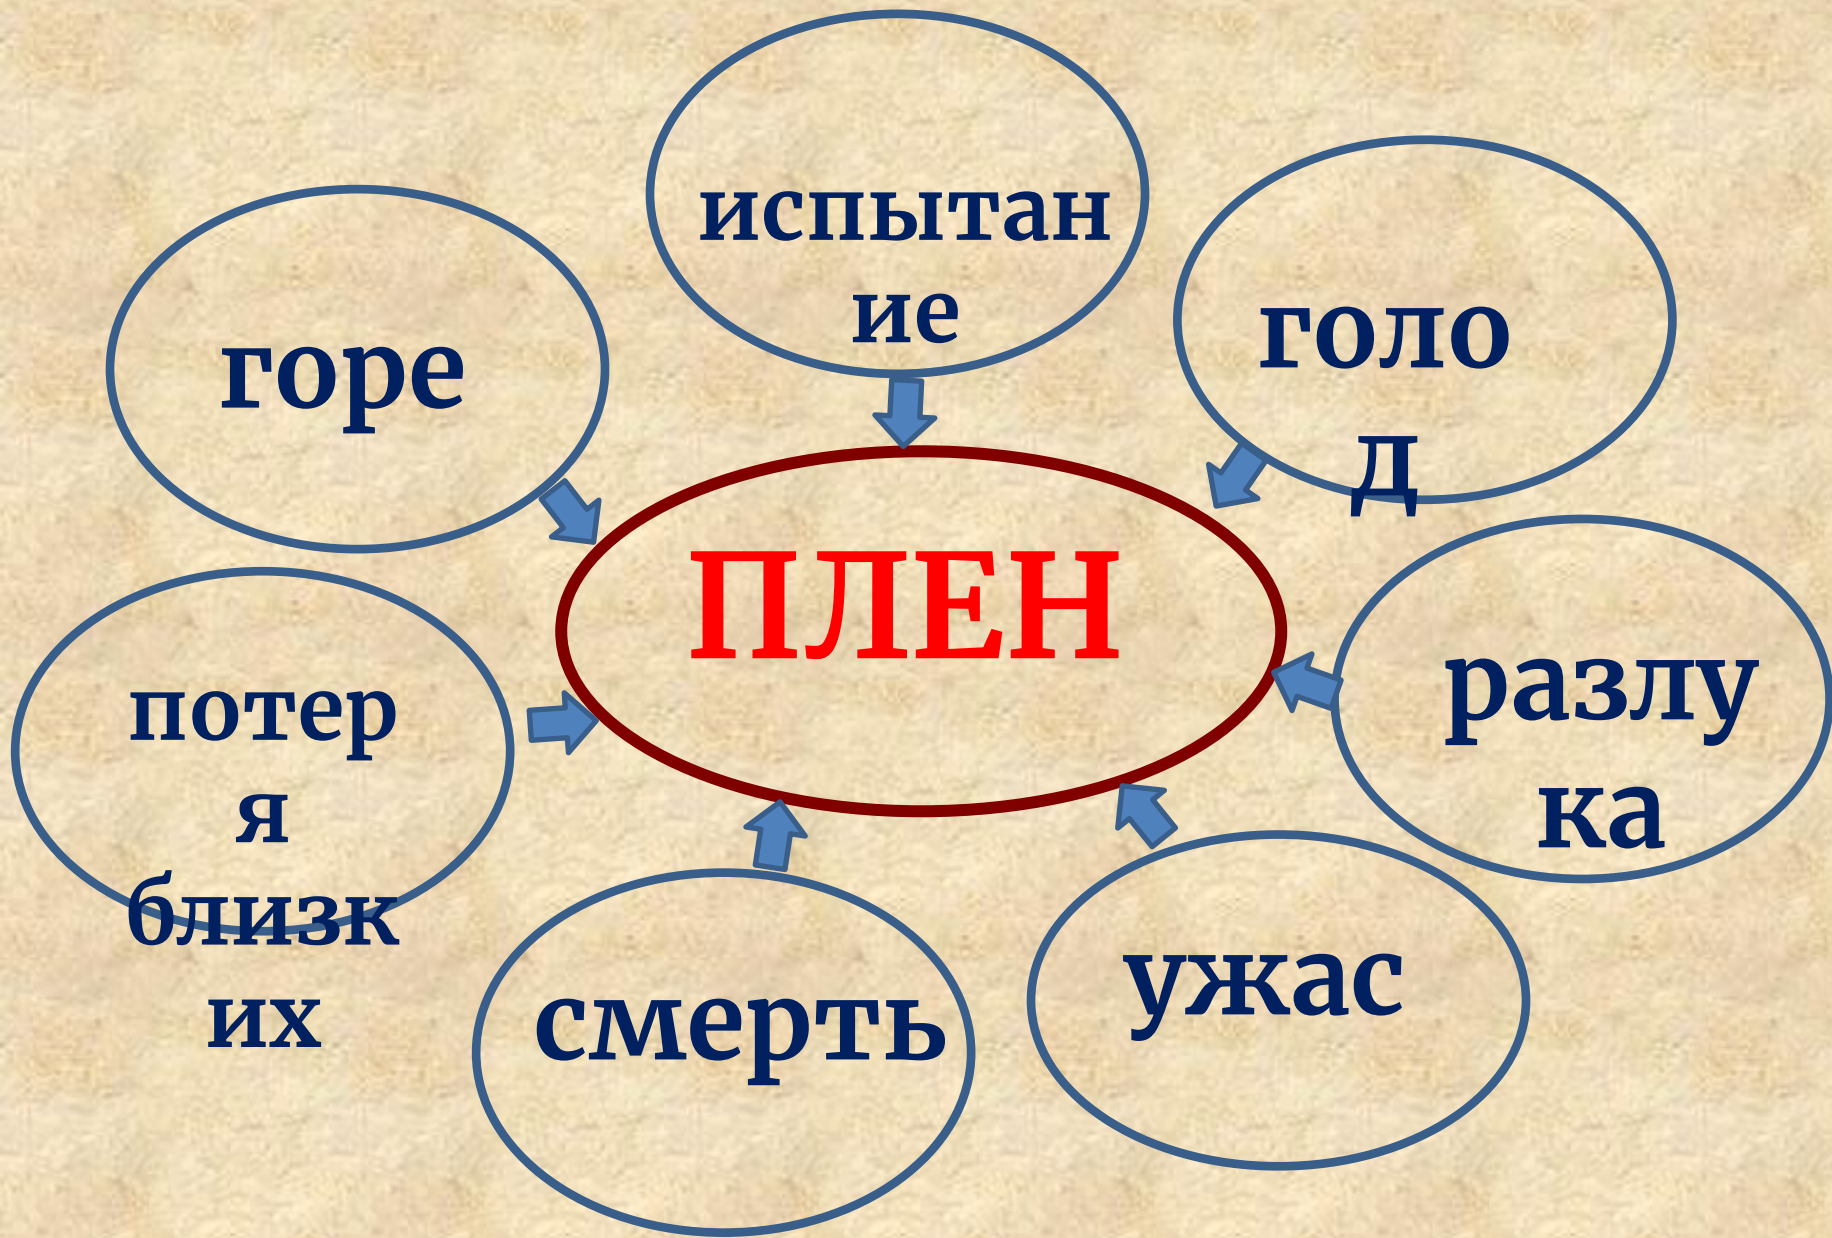 испытан
ие
голо
д
горе
ПЛЕН
разлу
ка
потер
я
близк
их
ужас
смерть